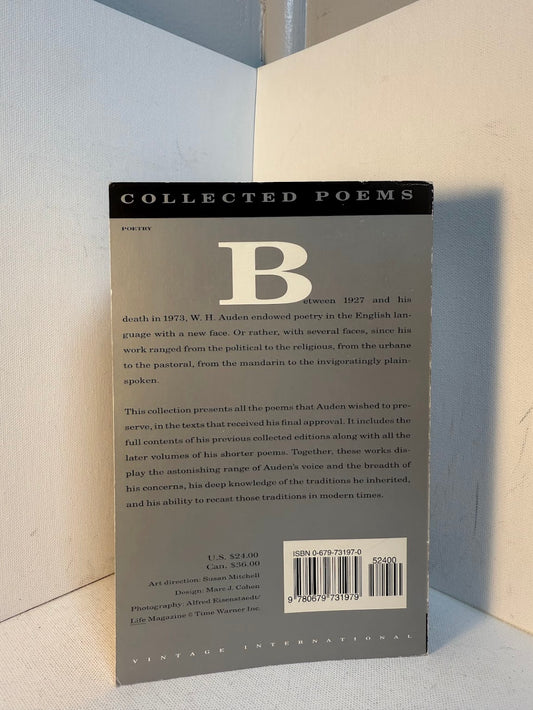 COLLECTED POEMS
POETRY
Between 1927 and his
death in 1973, W. H. Auden endowed poetry in the English lan-
guage with a new face. Or rather, with several faces, since his
work ranged from the political to the religious, from the urbane
to the pastoral, from the mandarin to the invigoratingly plain-
spoken.
This collection presents all the poems that Auden wished to pre-
serve, in the texts that received his final approval. It includes the
full contents of his previous collected editions along with all the
later volumes of his shorter poems. Together, these works dis-
play the astonishing range of Auden's voice and the breadth of
his concerns, his deep knowledge of the traditions he inherited,
and his ability to recast those traditions in modern times.
U.S. $24.00
Can. $36.00
Art direction: Susan Mitchell
Design: Marc J. Cohen
Photography: Alfred Eisenstaedt/
Life Magazine © Time Warner Inc.
ISBN 0-679-73197-0
52400
9 780679 731979
VINTAGE INTERNATIONAL